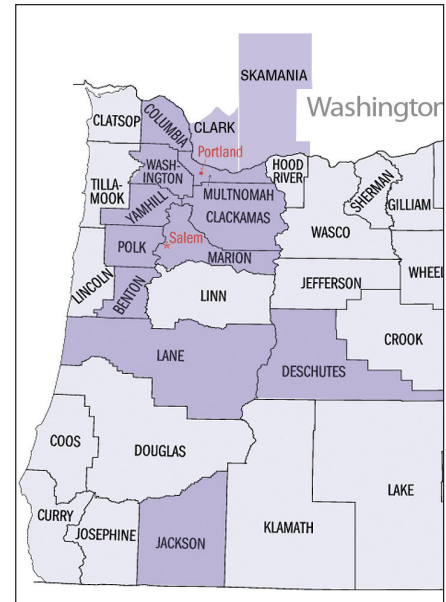 SKAMANIA
Washington
CLATSOP
COLUMBIA
CLARK
Portland
WASH-
INGTON
HOOD
RIVER
TILLA-
MOOK
MULTNOMAH
SHERMAN
GILLIAM
YAMHILL
CLACKAMAS
WASCO
Salem
POLK
MARION
WHEEL
LINCOLN
BENTON
LINN
JEFFERSON
CROOK
LANE
DESCHUTES
COOS
DOUGLAS
LAKE
CURRY
JOSEPHINE
JACKSON
KLAMATH